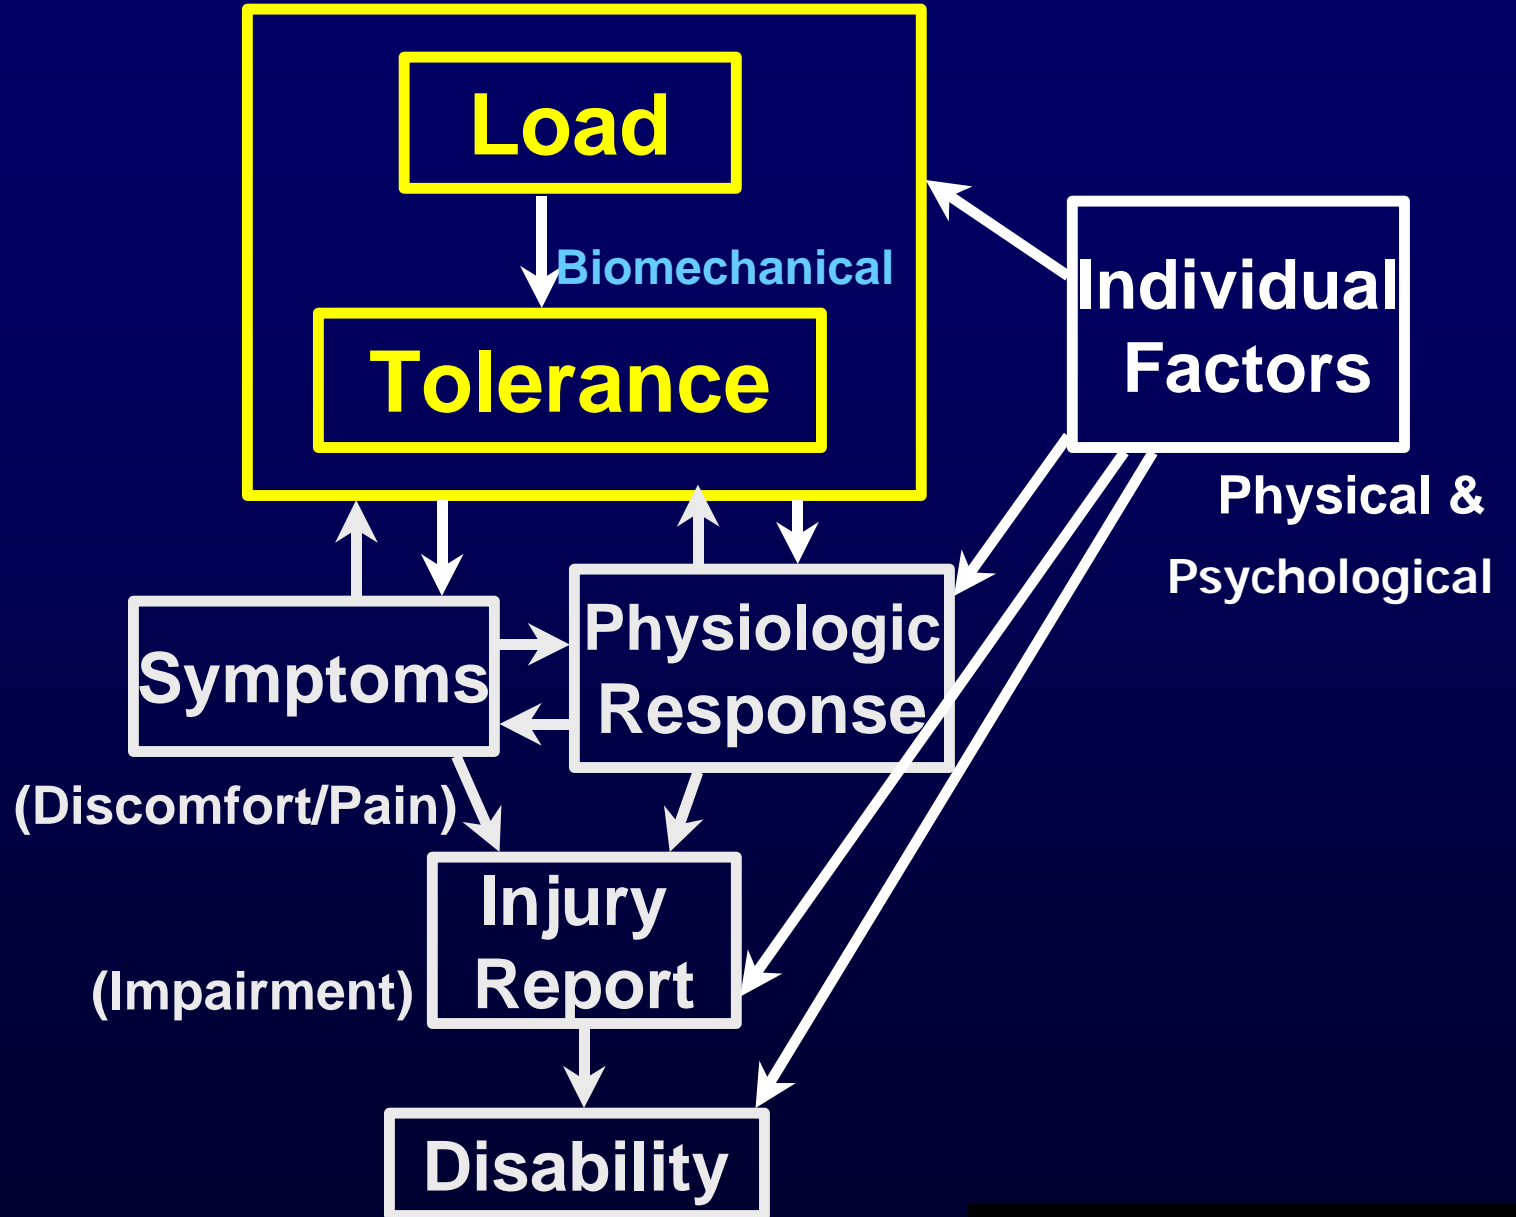 Load
Biomechanical
Tolerance
Individual
Factors
Physical &
Psychological
Symptoms
(Discomfort/Pain)
Physiologic
Response
Injury
Report
(Impairment)
Disability